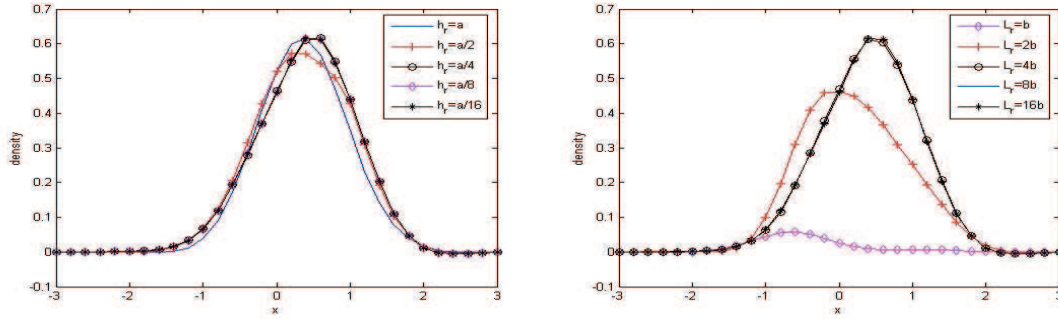 0.7
0.6
0.5
0.4
0.3
0.2
0.1
0
-0.1
density
-3 -2 -1 0 1 2 3
x
h_r=a
h_r=a/2
h_r=a/4
h_r=a/8
h_r=a/16
0.7
0.6
0.5
0.4
0.3
0.2
0.1
0
-0.1
density
-3 -2 -1 0 1 2 3
x
L_r=b
L_r=2b
L_r=4b
L_r=8b
L_r=16b